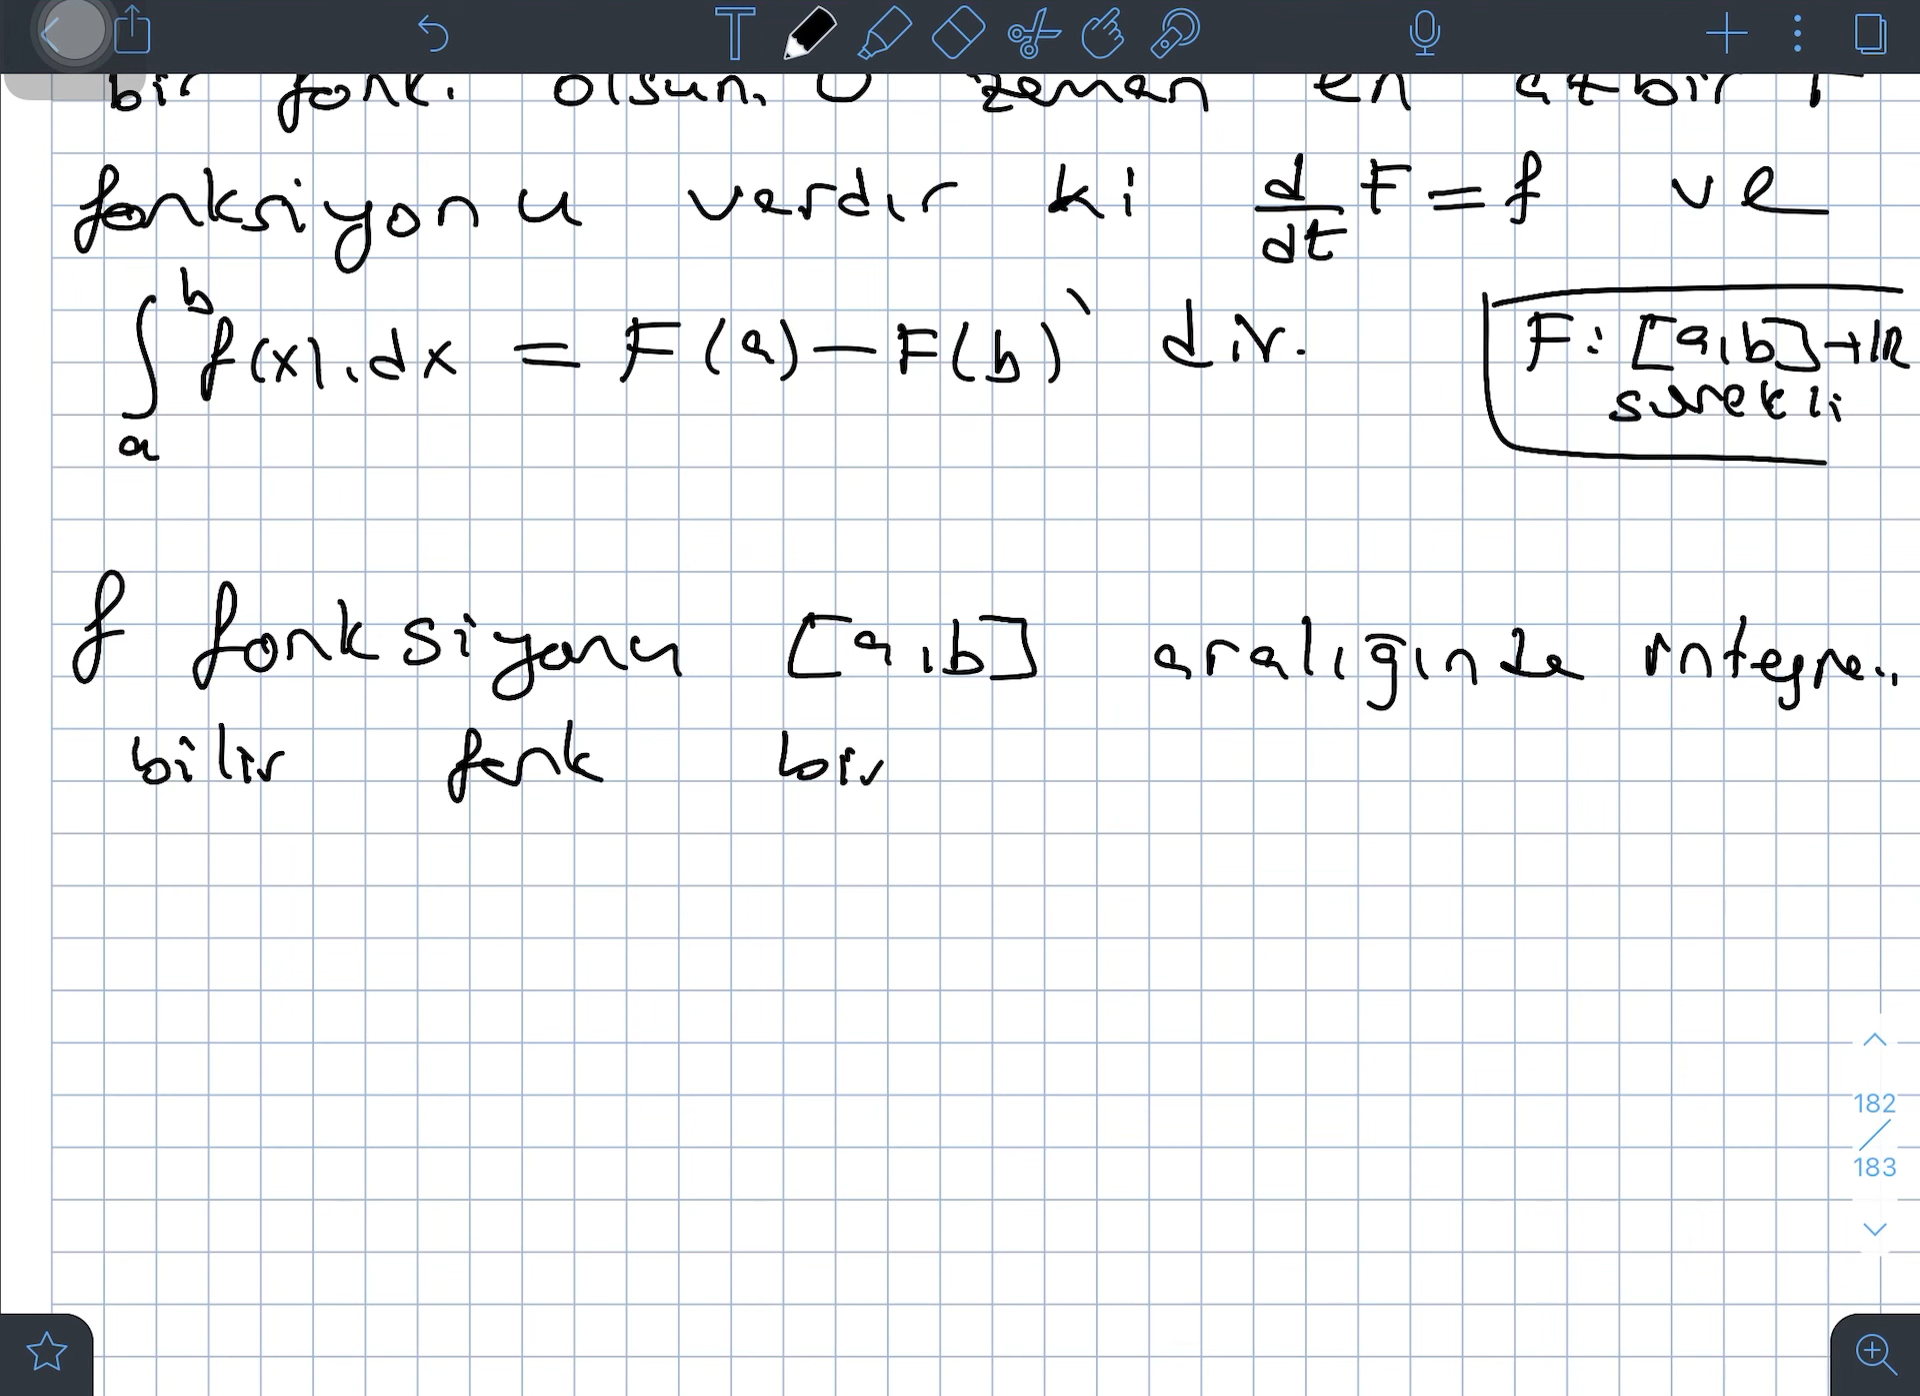 bir fonk. olsun. O zaman en az bir F
fonksiyonu vardır ki d/dt F = f ve
∫_a^b f(x).dx = F(a) - F(b) dir.
F: [a,b] → IR
sürekli
f fonksiyonu [a,b] aralığında integre..
bilir fonk bir
182
/
183